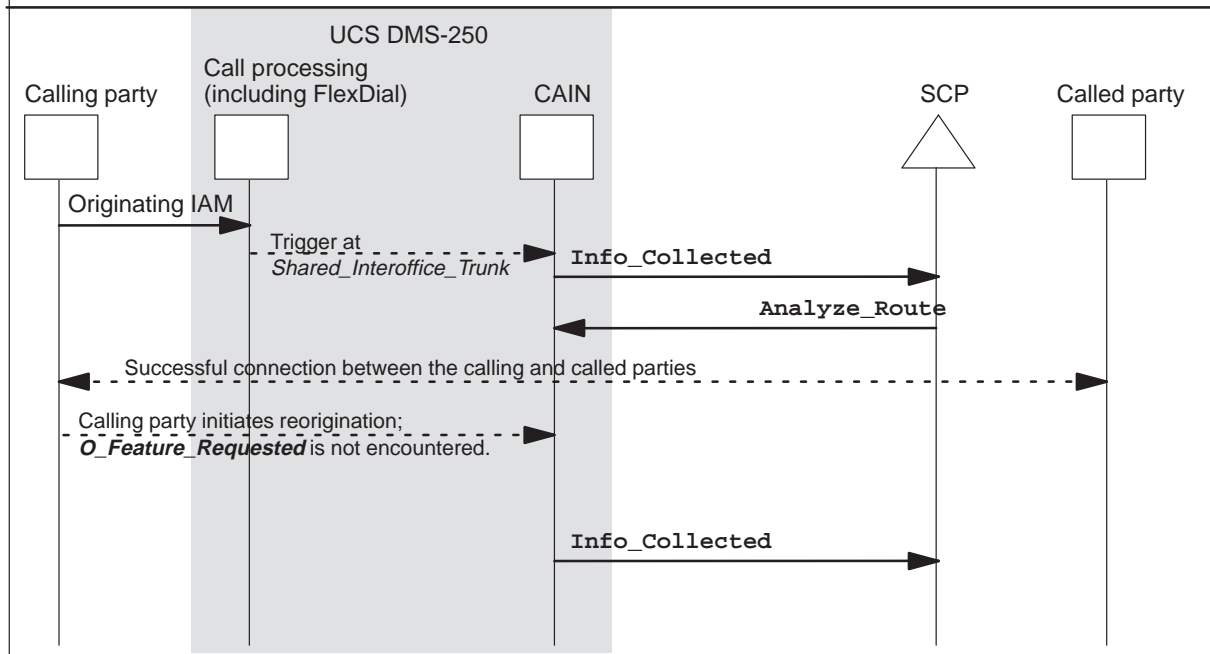 UCS DMS-250
Call processing
(including FlexDial)
Calling party
CAIN
SCP
Called party
Originating IAM
Trigger at
Shared_Interoffice_Trunk
Info_Collected
Analyze_Route
Successful connection between the calling and called parties
Calling party initiates reorigination;
O_Feature_Requested is not encountered.
Info_Collected